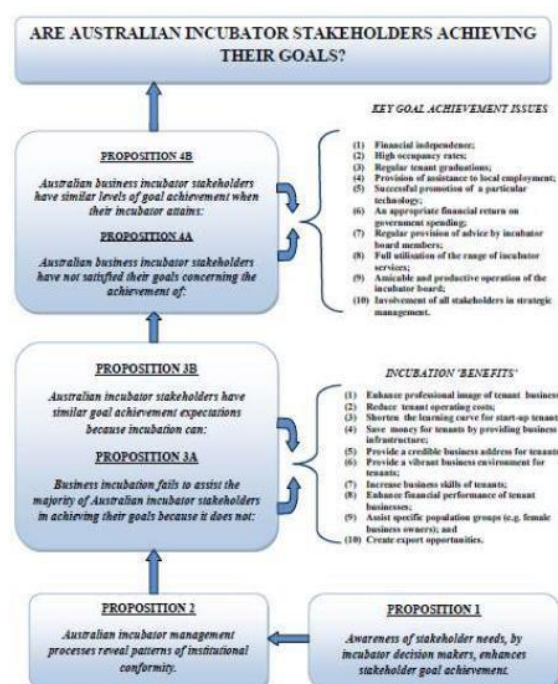 ARE AUSTRALIAN INCUBATOR STAKEHOLDERS ACHIEVING
THEIR GOALS?
KEY GOAL ACHIEVEMENT ISSUES
PROPOSITION 4B
Australian business incubator stakeholders
have similar levels of goal achievement when
their incubator attains:
PROPOSITION 4A
Australian business incubator stakeholders
have not satisfied their goals concerning the
achievement of:
(1) Financial independence;
(2) High occupancy rates;
(3) Regular tenant graduations;
(4) Provision of assistance to local employment;
(5) Successful promotion of a particular
technology;
(6) An appropriate financial return on
government spending;
(7) Regular provision of advice by incubator
board members;
(8) Full utilisation of the range of incubator
services;
(9) Amicable and productive operation of the
incubator board;
(10) Involvement of all stakeholders in strategic
management.
PROPOSITION 3B
Australian incubator stakeholders have
similar goal achievement expectations
because incubation can:
PROPOSITION 3A
Business incubation fails to assist the
majority of Australian incubator stakeholders
in achieving their goals because it does not:
INCUBATION 'BENEFITS'
(1) Enhance professional image of tenant business
(2) Reduce tenant operating costs;
(3) Shorten the learning curve for start-up tenant
(4) Save money for tenants by providing business
infrastructure;
(5) Provide a credible business address for tenants
(6) Provide a vibrant business environment for
tenants;
(7) Increase business skills of tenants;
(8) Enhance financial performance of tenant
businesses;
(9) Assist specific population groups (e.g. female
business owners); and
(10) Create export opportunities.
PROPOSITION 2
Australian incubator management
processes reveal patterns of institutional
conformity.
PROPOSITION 1
Awareness of stakeholder needs, by
incubator decision makers, enhances
stakeholder goal achievement.